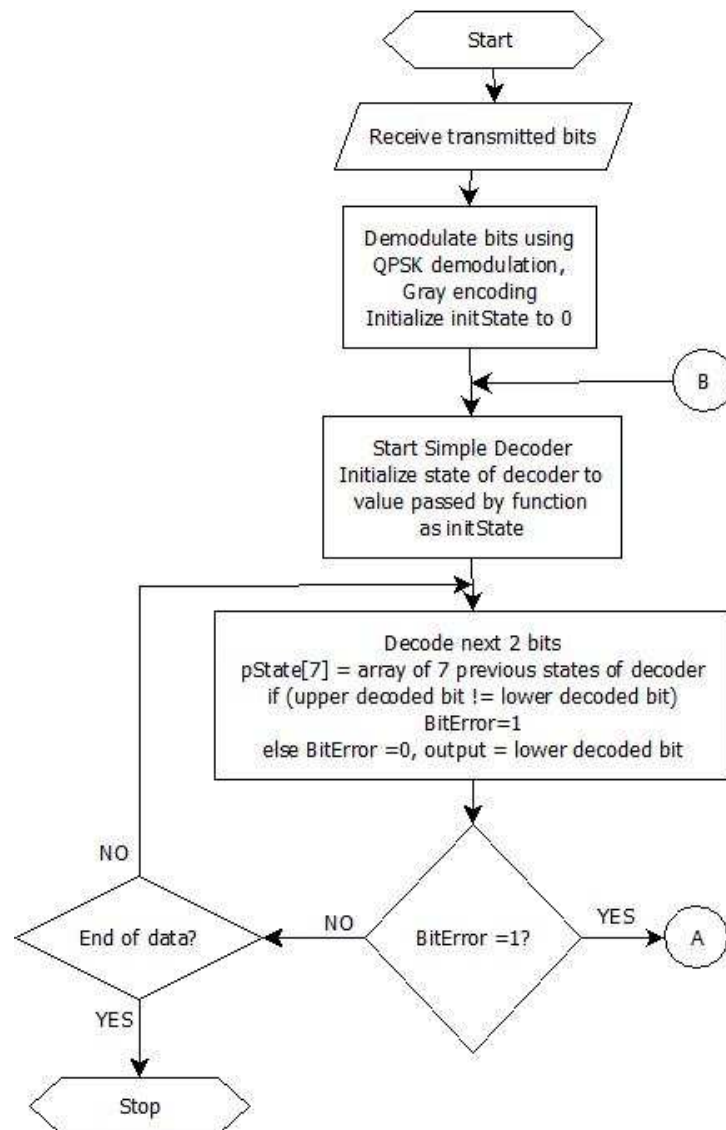 Start
Receive transmitted bits
Demodulate bits using
QPSK demodulation,
Gray encoding
Initialize initState to 0
B
Start Simple Decoder
Initialize state of decoder to
value passed by function
as initState
Decode next 2 bits
pState[7] = array of 7 previous states of decoder
if (upper decoded bit != lower decoded bit)
BitError=1
else BitError =0, output = lower decoded bit
NO
End of data?
NO
BitError =1?
YES
A
YES
Stop